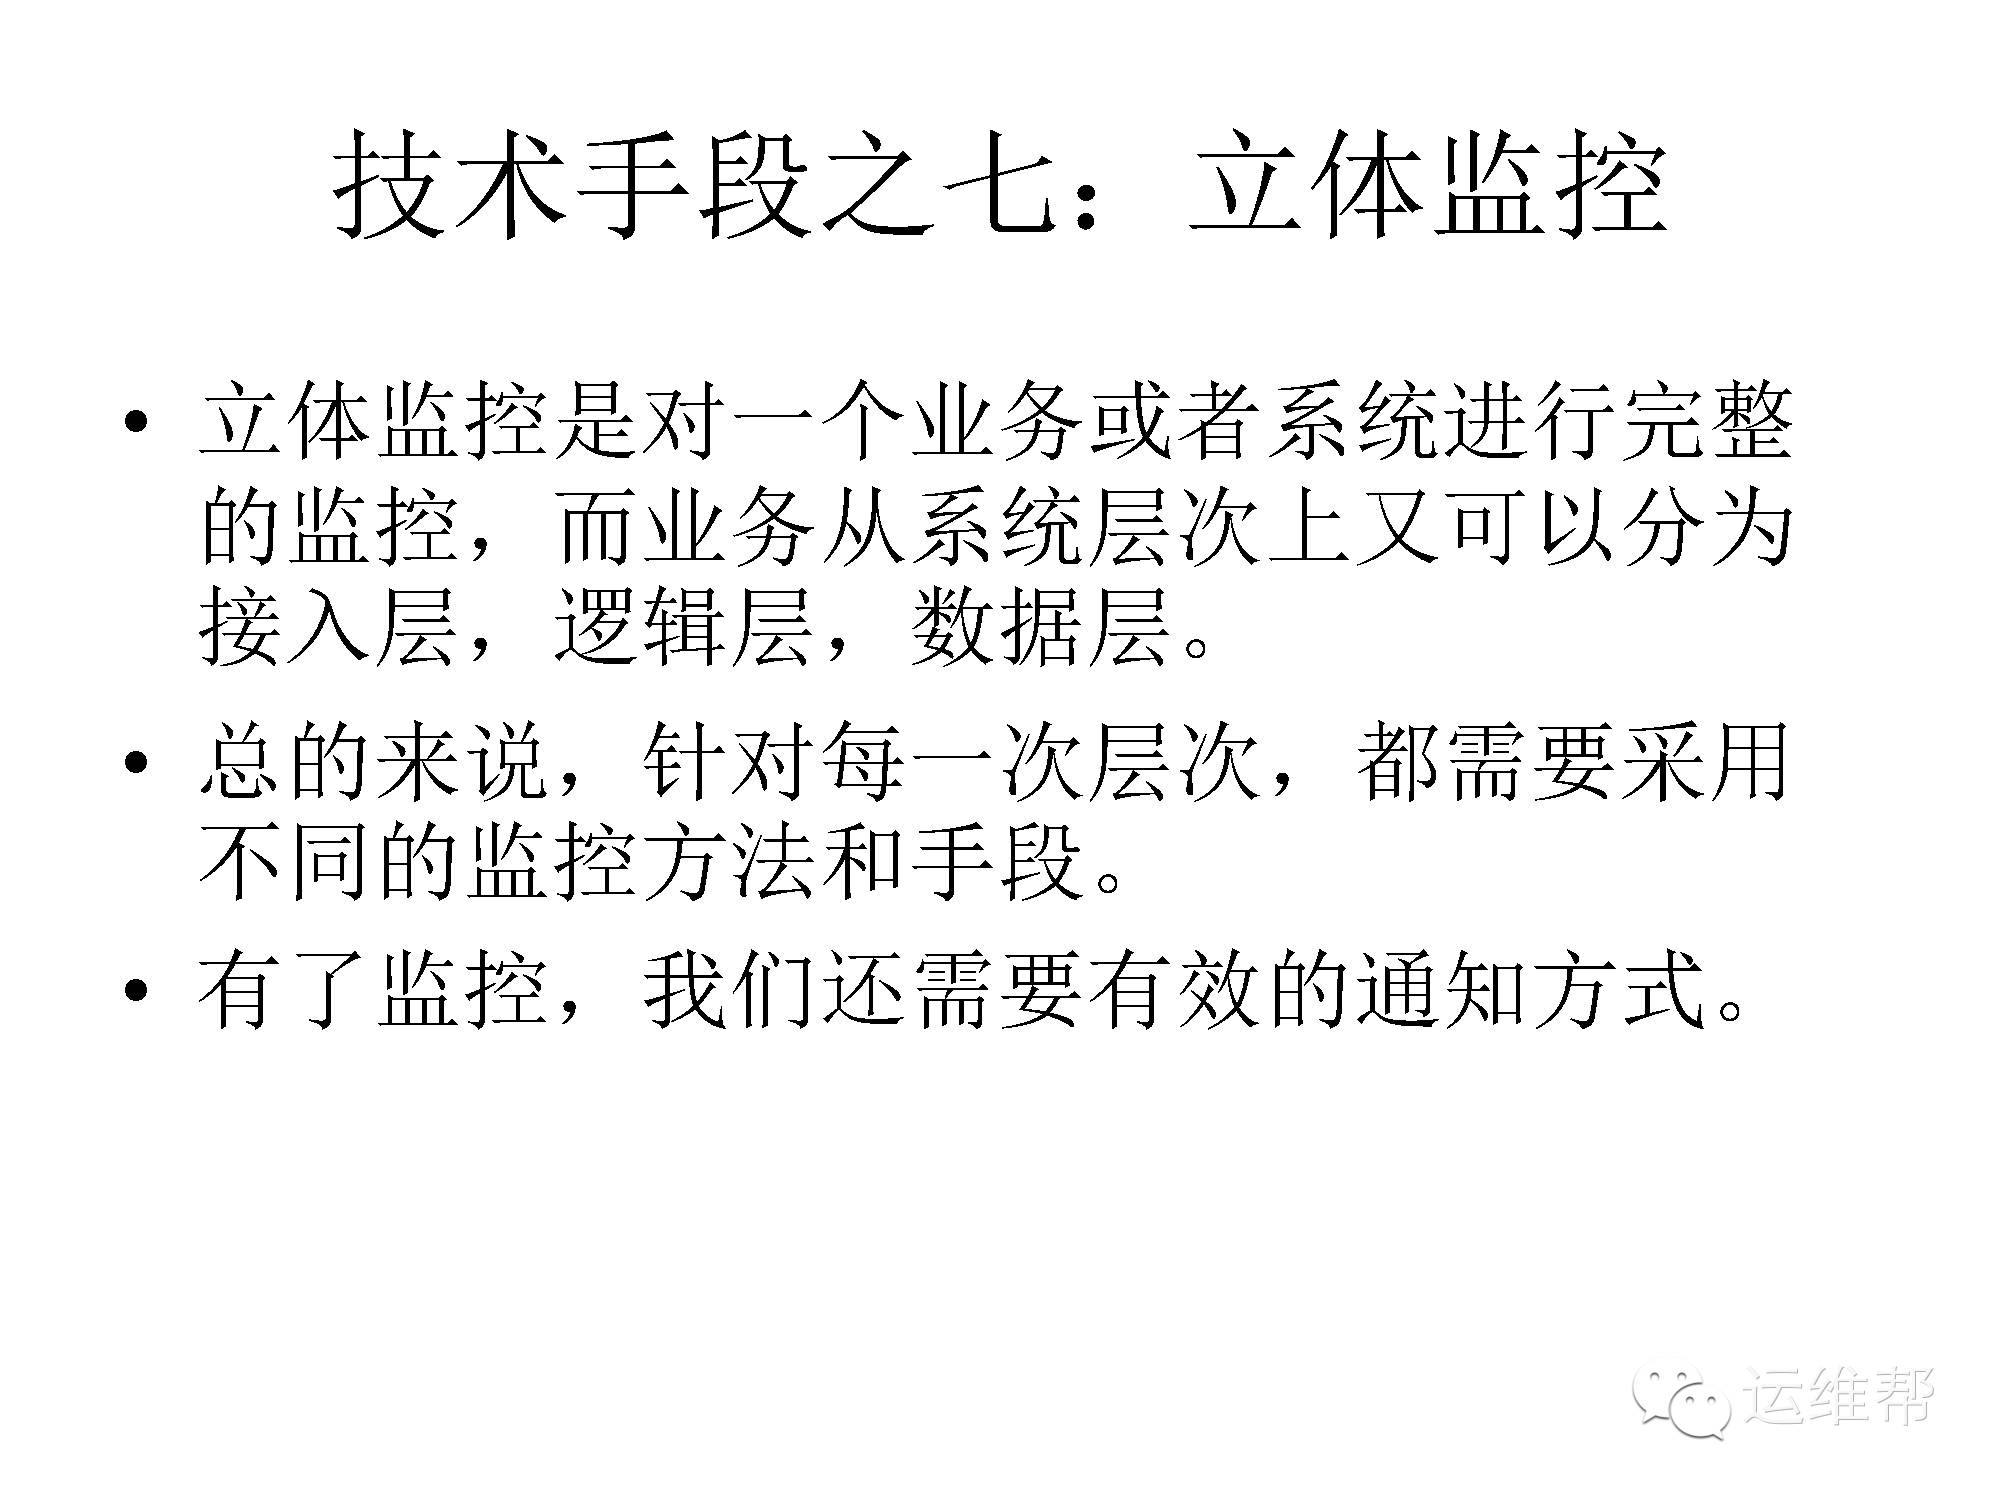 技术手段之七：立体监控
• 立体监控是对一个业务或者系统进行完整
的监控，而业务从系统层次上又可以分为
接入层，逻辑层，数据层。
• 总的来说，针对每一次层次，都需要采用
不同的监控方法和手段。
• 有了监控，我们还需要有效的通知方式。
运维帮